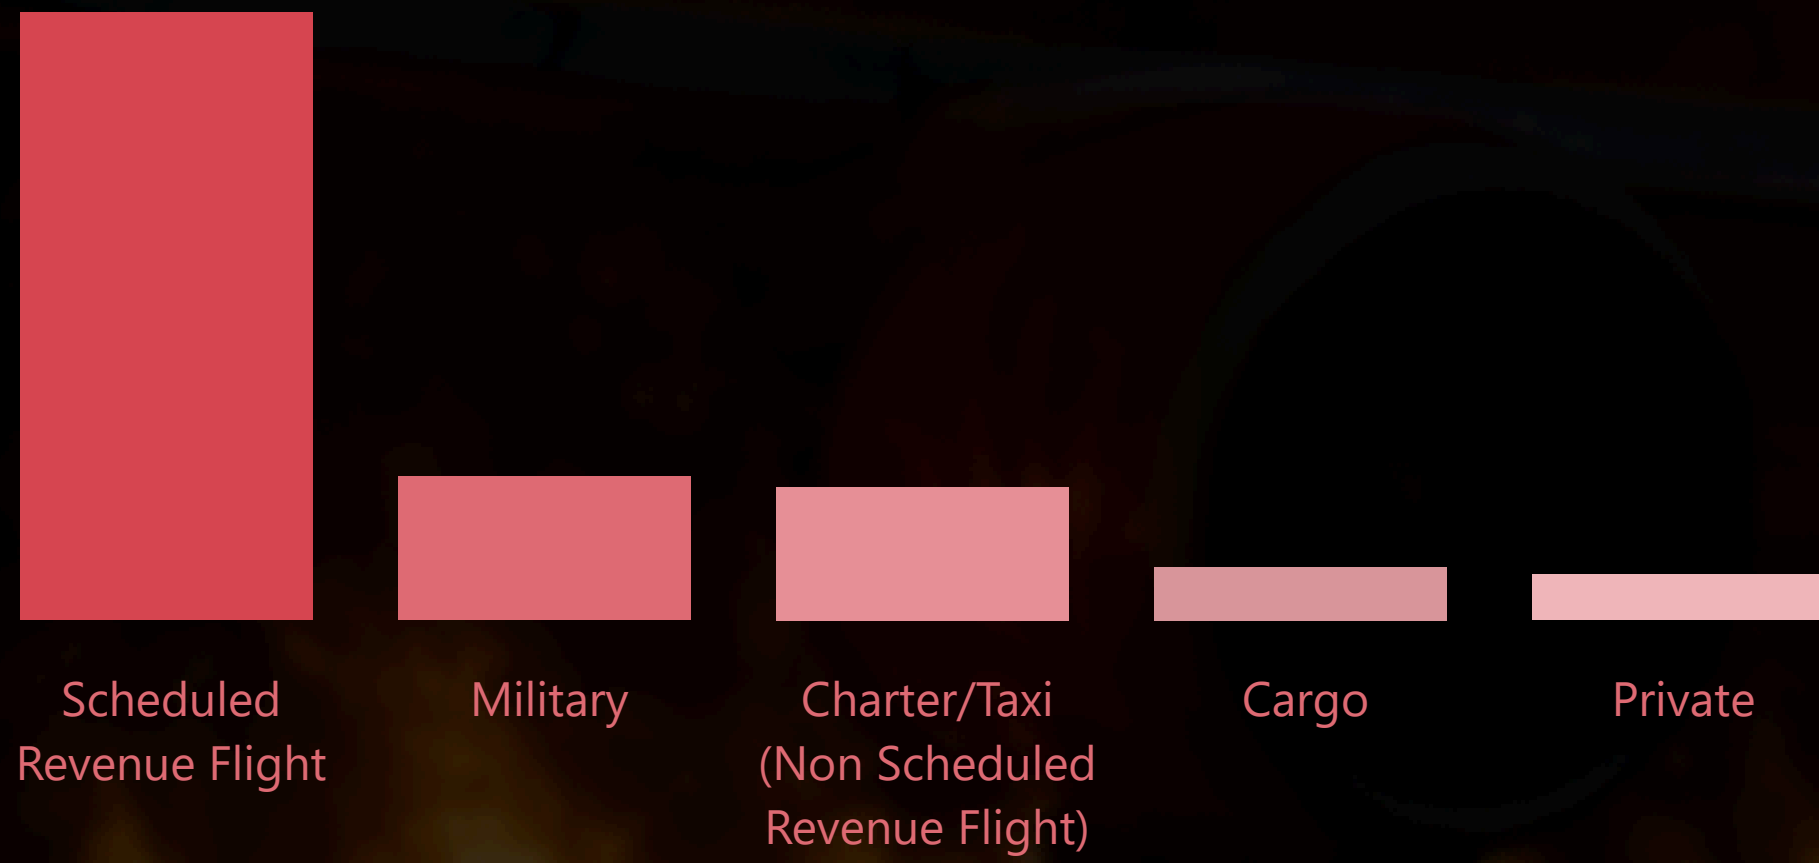 Scheduled
Revenue Flight
Military
Charter/Taxi
(Non Scheduled
Revenue Flight)
Cargo
Private